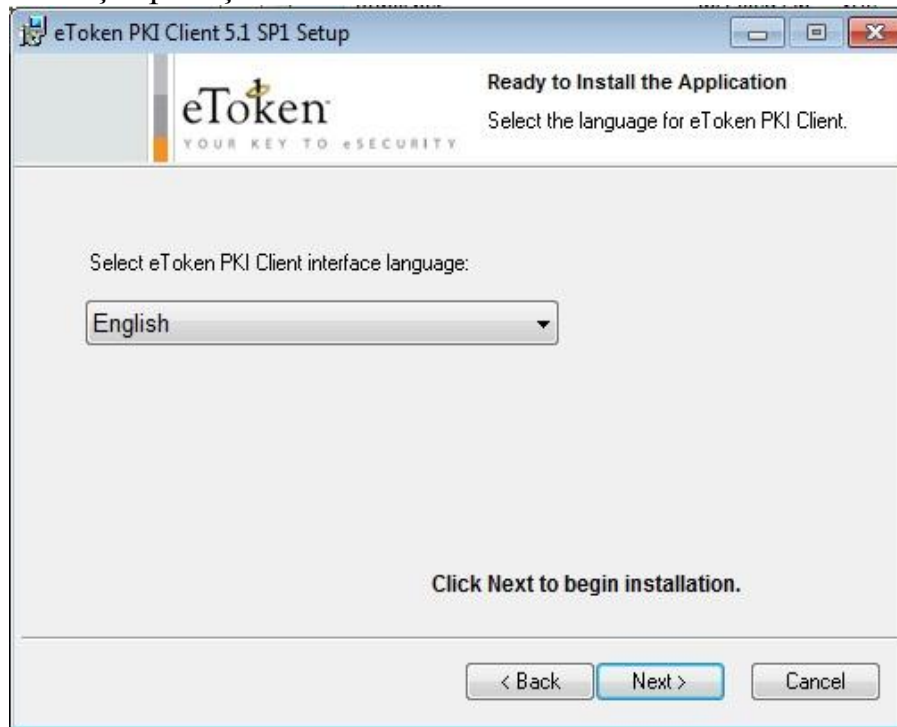 eToken PKI Client 5.1 SP1 Setup
eToken
YOUR KEY TO eSECURITY
Ready to Install the Application
Select the language for eToken PKI Client.
Select eToken PKI Client interface language:
English
Click Next to begin installation.
< Back
Next >
Cancel